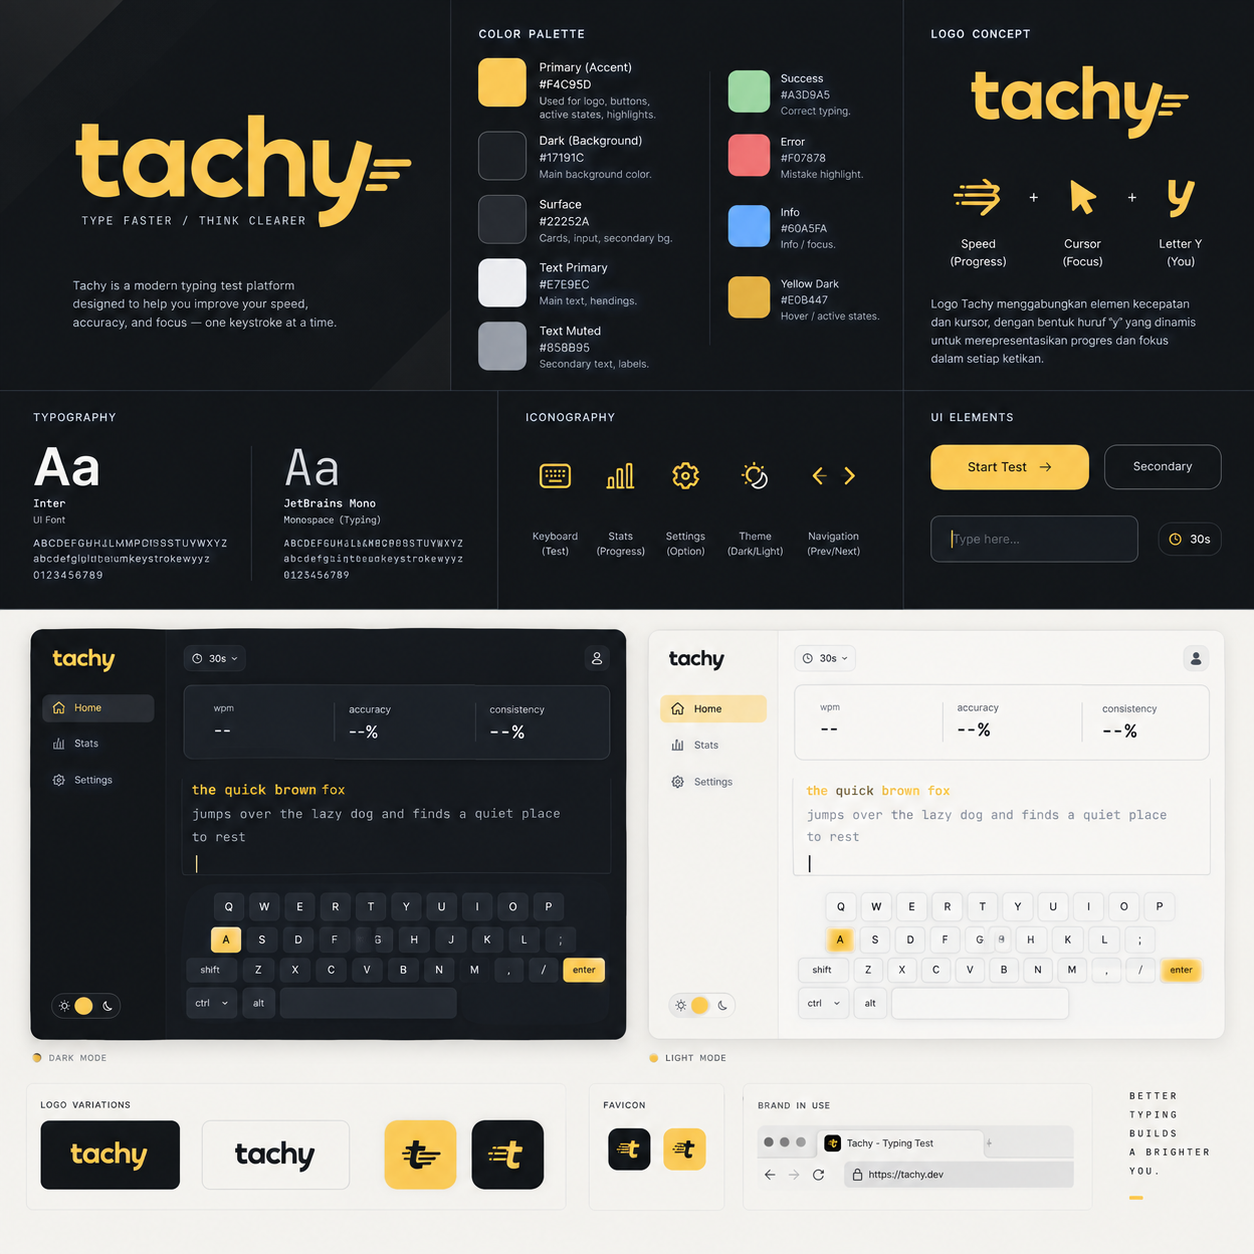 tachy
TYPE FASTER / THINK CLEARER
Tachy is a modern typing test platform
designed to help you improve your speed,
accuracy, and focus — one keystroke at a time.
COLOR PALETTE
Primary (Accent)
#F4C95D
Used for logo, buttons,
active states, highlights.
Dark (Background)
#17191C
Main background color.
Surface
#22252A
Cards, input, secondary bg.
Text Primary
#E7E9EC
Main text, hendings.
Text Muted
#858B95
Secondary text, labels.
Success
#A3D9A5
Correct typing.
Error
#F07878
Mistake highlight.
Info
#60A5FA
Info / focus.
Yellow Dark
#E0B447
Hover / active states.
LOGO CONCEPT
tachy
+ + y
Speed
(Progress)
Cursor
(Focus)
Letter Y
(You)
Logo Tachy menggabungkan elemen kecepatan
dan kursor, dengan bentuk huruf "y" yang dinamis
untuk merepresentasikan progres dan fokus
dalam setiap ketikan.
TYPOGRAPHY
Aa
Inter
UI Font
0123456789
Aa
JetBrains Mono
Monospace (Typing)
0123456789
ICONOGRAPHY
Keyboard
(Test)
Stats
(Progress)
Settings
(Option)
Theme
(Dark/Light)
Navigation
(Prev/Next)
UI ELEMENTS
Start Test →
Secondary
Type here...
30s
tachy
Home
Stats
Settings
30s
wpm
--
accuracy
--%
consistency
--%
the quick brown fox
jumps over the lazy dog and finds a quiet place
to rest
Q W E R T Y U I O P
A S D F G H J K L ;
shift Z X C V B N M , / enter
ctrl alt
DARK MODE
tachy
Home
Stats
Settings
30s
wpm
--
accuracy
--%
consistency
--%
the quick brown fox
jumps over the lazy dog and finds a quiet place
to rest
Q W E R T Y U I O P
A S D F G H K L ;
shift Z X C V B N M , / enter
ctrl alt
LIGHT MODE
LOGO VARIATIONS
tachy
tachy
t
t
FAVICON
t
t
BRAND IN USE
t Tachy - Typing Test +
https://tachy.dev
BETTER
TYPING
BUILDS
A BRIGHTER
YOU.